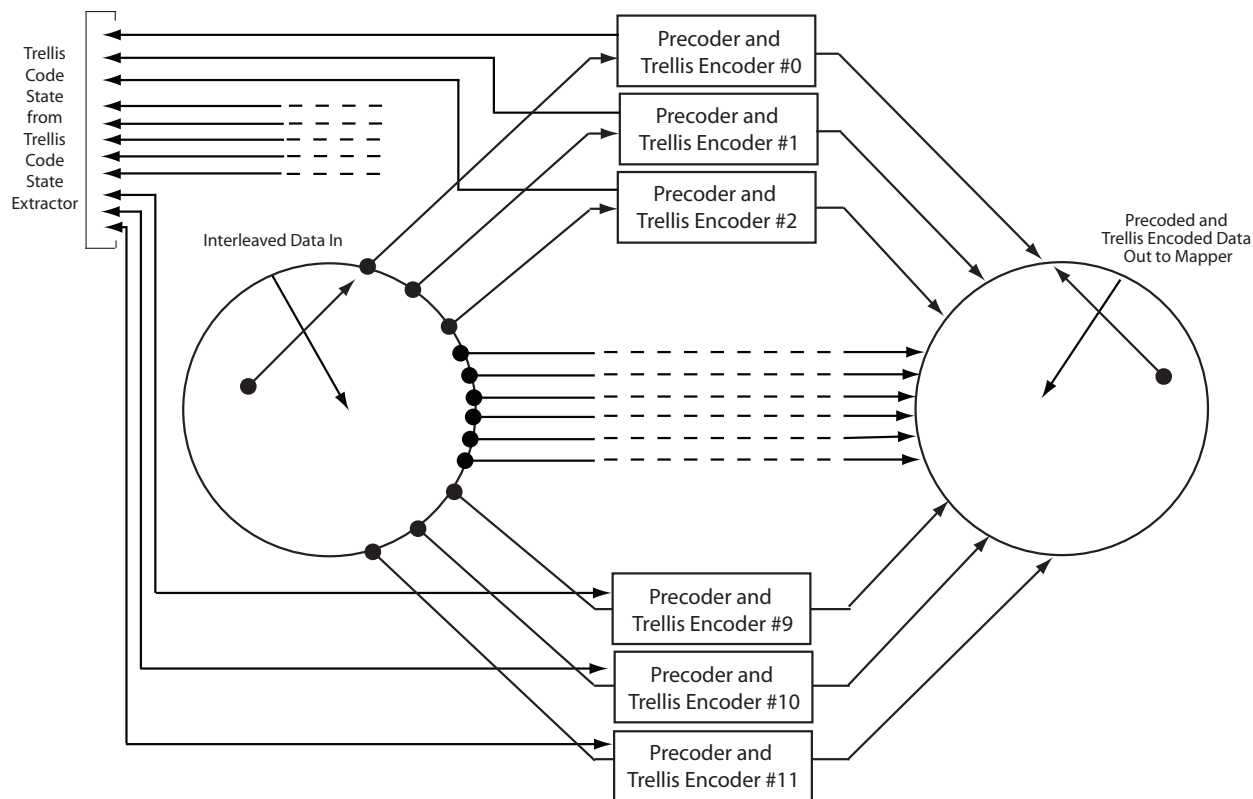 Trellis
Code
State
from
Trellis
Code
State
Extractor
Precoder and
Trellis Encoder #0
Precoder and
Trellis Encoder #1
Precoder and
Trellis Encoder #2
Interleaved Data In
Precoded and
Trellis Encoded Data
Out to Mapper
Precoder and
Trellis Encoder #9
Precoder and
Trellis Encoder #10
Precoder and
Trellis Encoder #11